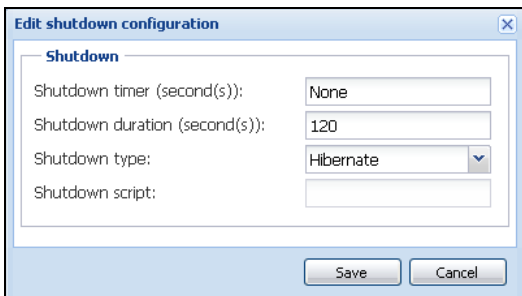 Edit shutdown configuration
Shutdown
Shutdown timer (second(s)): None
Shutdown duration (second(s)): 120
Shutdown type: Hibernate
Shutdown script:
Save Cancel